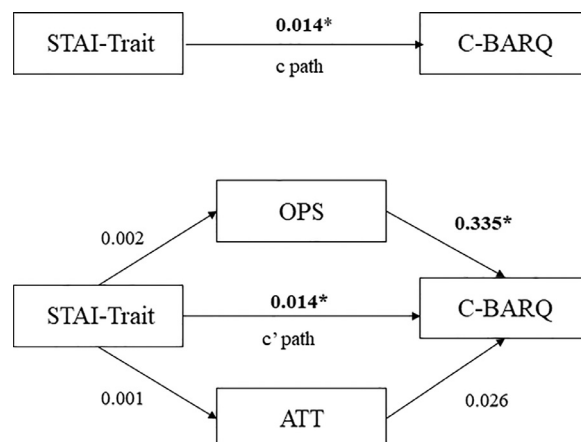 0.014*
STAI-Trait
C-BARQ
c path
OPS
0.002
0.335*
0.014*
STAI-Trait
C-BARQ
c’ path
0.001
0.026
ATT